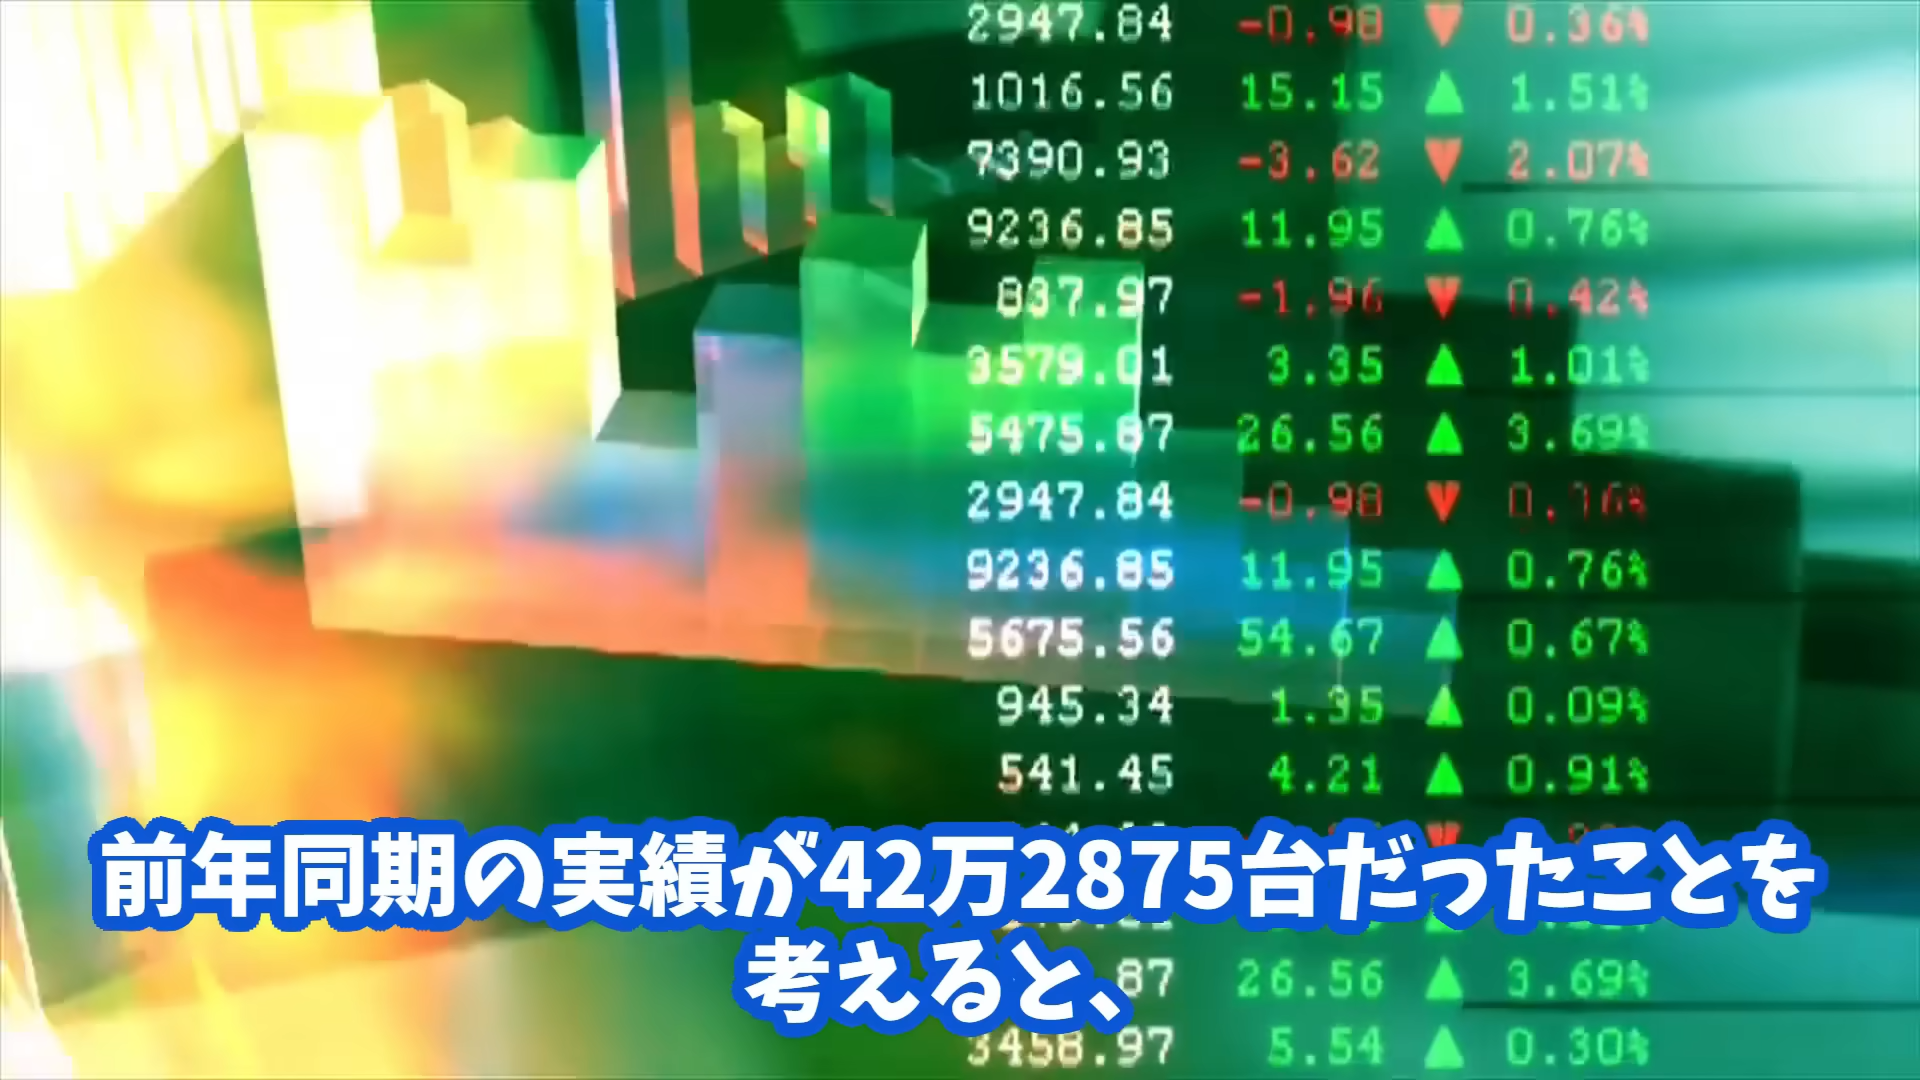 2947.84 -0.98 ▼ 0.36%
1016.56 15.15 ▲ 1.51%
7390.93 -3.62 ▼ 2.07%
9236.85 11.95 ▲ 0.76%
837.97 -1.96 ▼ 0.42%
3579.01 3.35 ▲ 1.01%
5475.87 26.56 ▲ 3.69%
2947.84 -0.98 ▼
9236.85 11.95 ▲ 0.76%
5675.56 54.67 ▲ 0.67%
945.34 1.35 ▲ 0.09%
541.45 4.21 ▲ 0.91%
前年同期の実績が42万2875台だったことを
考えると、
87 26.56 ▲ 3.69%
3458.97 5.54 ▲ 0.30%